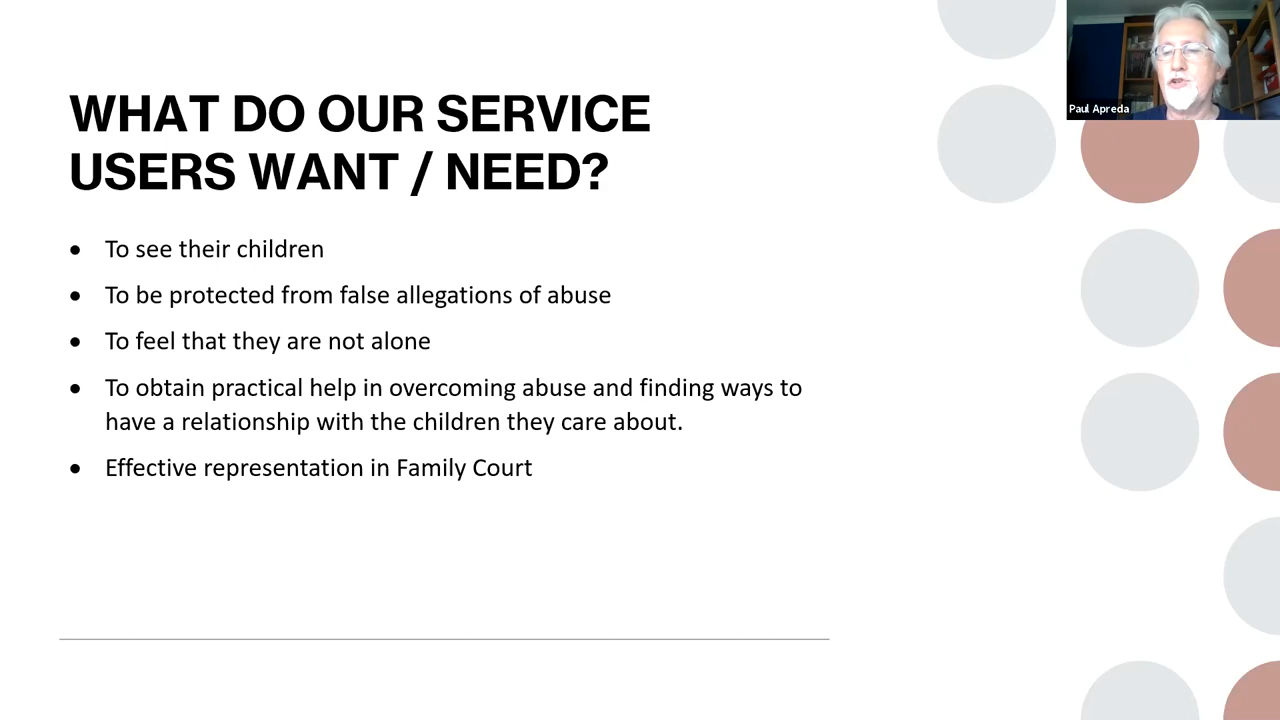 Paul Apreda
WHAT DO OUR SERVICE
USERS WANT / NEED?
• To see their children
• To be protected from false allegations of abuse
• To feel that they are not alone
• To obtain practical help in overcoming abuse and finding ways to
have a relationship with the children they care about.
• Effective representation in Family Court